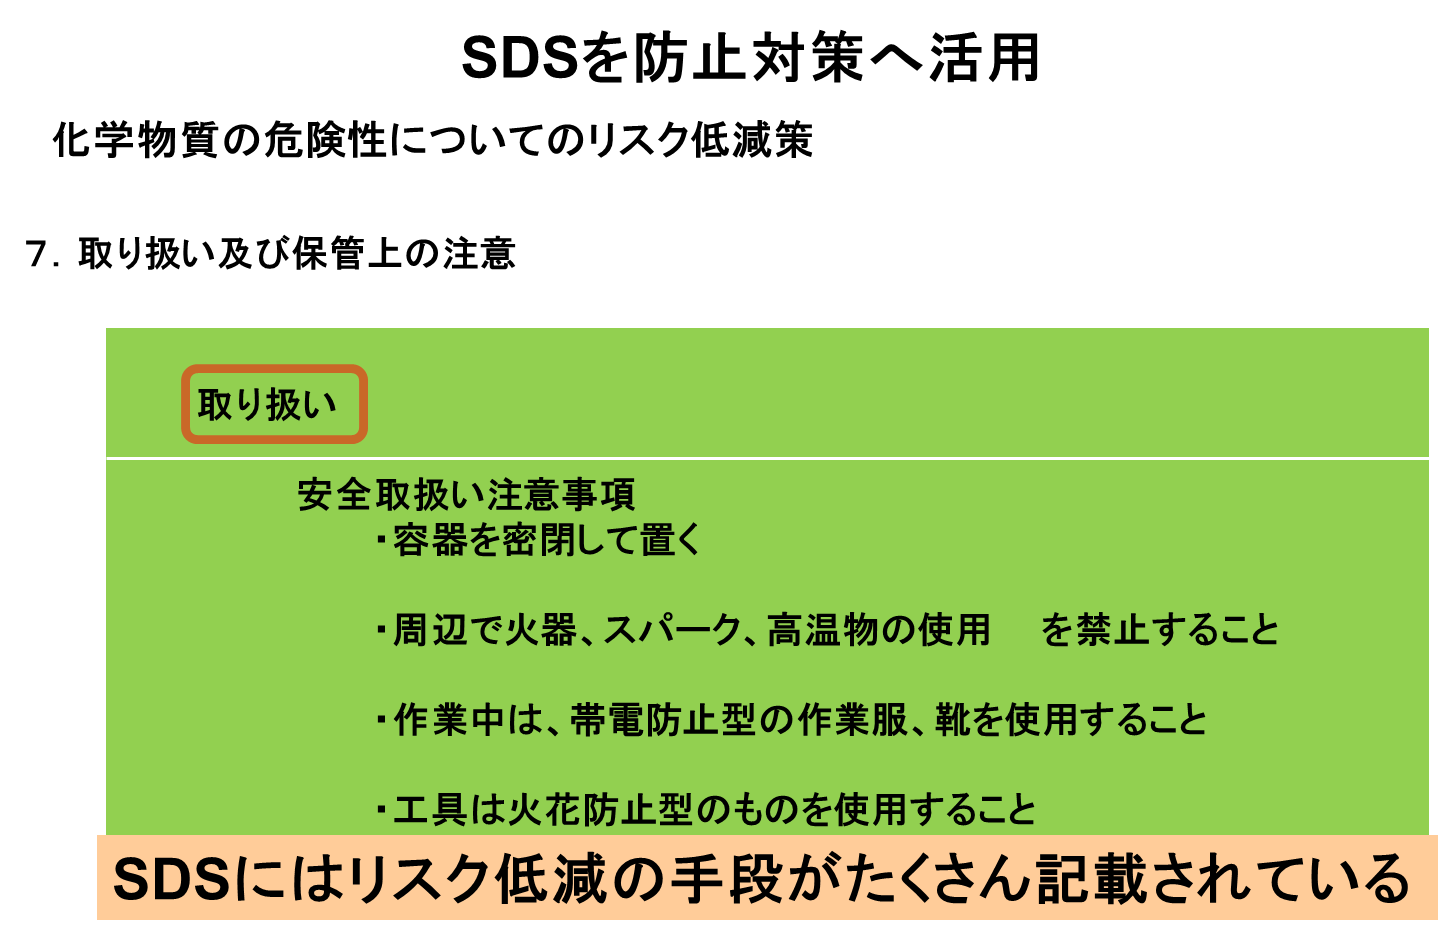 SDSを防止対策へ活用
化学物質の危険性についてのリスク低減策
７．取り扱い及び保管上の注意
取り扱い
安全取扱い注意事項
・容器を密閉して置く
・周辺で火器、スパーク、高温物の使用　を禁止すること
・作業中は、帯電防止型の作業服、靴を使用すること
・工具は火花防止型のものを使用すること
SDSにはリスク低減の手段がたくさん記載されている